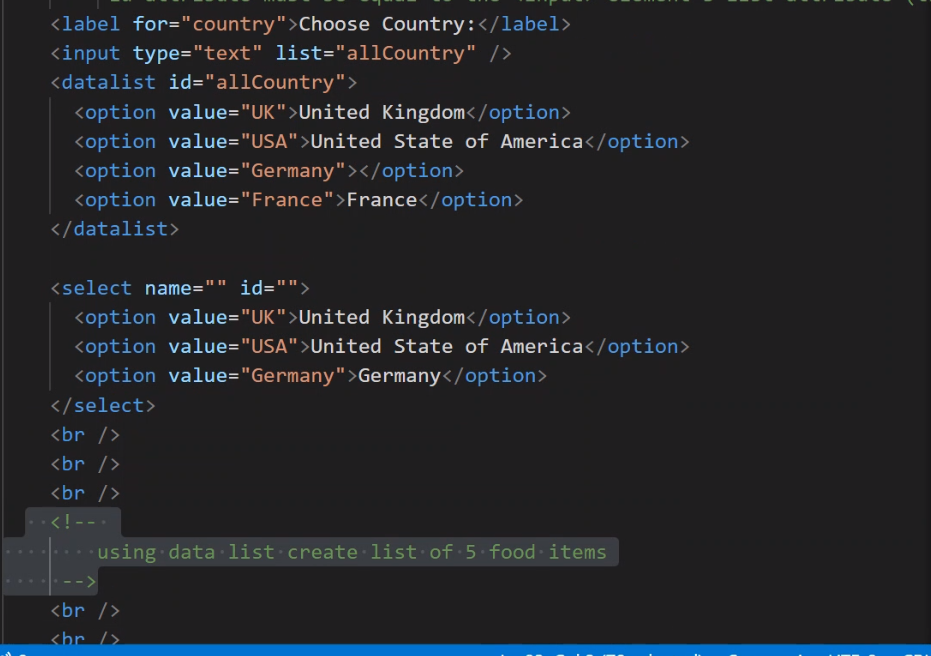 <label for="country">Choose Country:</label>
<input type="text" list="allCountry" />
<datalist id="allCountry">
<option value="UK">United Kingdom</option>
<option value="USA">United State of America</option>
<option value="Germany"></option>
<option value="France">France</option>
</datalist>
<select name="" id="">
<option value="UK">United Kingdom</option>
<option value="USA">United State of America</option>
<option value="Germany">Germany</option>
</select>
<br />
<br />
<br />
<!--
using data list create list of 5 food items
-->
<br />
<br />